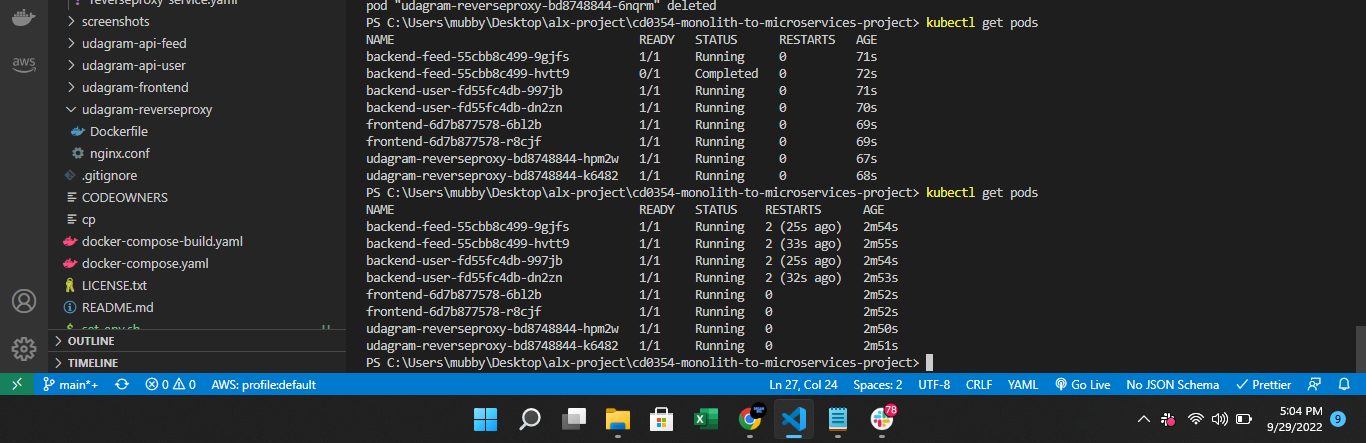 reverseproxy-service.yaml
screenshots
udagram-api-feed
udagram-api-user
udagram-frontend
udagram-reverseproxy
Dockerfile
nginx.conf
.gitignore
CODEOWNERS
cp
docker-compose-build.yaml
docker-compose.yaml
LICENSE.txt
README.md
set_env.sh U
OUTLINE
TIMELINE
aws
pod "udagram-reverseproxy-bd8748844-6nqrm" deleted
PS C:\Users\mubby\Desktop\alx-project\cd0354-monolith-to-microservices-project> kubectl get pods
NAME READY STATUS RESTARTS AGE
backend-feed-55cbb8c499-9gjfs 1/1 Running 0 71s
backend-feed-55cbb8c499-hvtt9 0/1 Completed 0 72s
backend-user-fd55fc4db-997jb 1/1 Running 0 71s
backend-user-fd55fc4db-dn2zn 1/1 Running 0 70s
frontend-6d7b877578-6bl2b 1/1 Running 0 69s
frontend-6d7b877578-r8cjf 1/1 Running 0 69s
udagram-reverseproxy-bd8748844-hpm2w 1/1 Running 0 67s
udagram-reverseproxy-bd8748844-k6482 1/1 Running 0 68s
PS C:\Users\mubby\Desktop\alx-project\cd0354-monolith-to-microservices-project> kubectl get pods
NAME READY STATUS RESTARTS AGE
backend-feed-55cbb8c499-9gjfs 1/1 Running 2 (25s ago) 2m54s
backend-feed-55cbb8c499-hvtt9 1/1 Running 2 (33s ago) 2m55s
backend-user-fd55fc4db-997jb 1/1 Running 2 (25s ago) 2m54s
backend-user-fd55fc4db-dn2zn 1/1 Running 2 (32s ago) 2m53s
frontend-6d7b877578-6bl2b 1/1 Running 0 2m52s
frontend-6d7b877578-r8cjf 1/1 Running 0 2m52s
udagram-reverseproxy-bd8748844-hpm2w 1/1 Running 0 2m50s
udagram-reverseproxy-bd8748844-k6482 1/1 Running 0 2m51s
PS C:\Users\mubby\Desktop\alx-project\cd0354-monolith-to-microservices-project>
main*+ 0 0 AWS: profile:default Ln 27, Col 24 Spaces: 2 UTF-8 CRLF YAML Go Live No JSON Schema Prettier
78
5:04 PM
9/29/2022 9